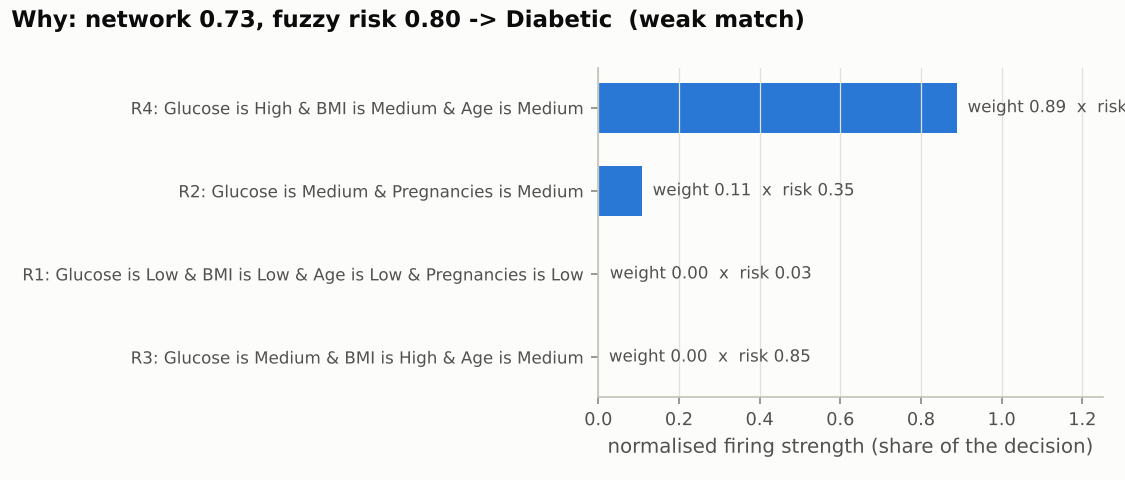 Why: network 0.73, fuzzy risk 0.80 -> Diabetic  (weak match)
R4: Glucose is High & BMI is Medium & Age is Medium
weight 0.89  x  risk
R2: Glucose is Medium & Pregnancies is Medium
weight 0.11  x  risk 0.35
R1: Glucose is Low & BMI is Low & Age is Low & Pregnancies is Low
weight 0.00  x  risk 0.03
R3: Glucose is Medium & BMI is High & Age is Medium
weight 0.00  x  risk 0.85
0.0 0.2 0.4 0.6 0.8 1.0 1.2
normalised firing strength (share of the decision)